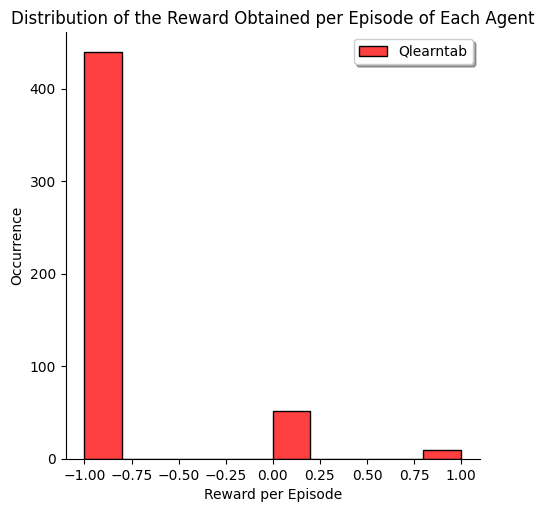 Distribution of the Reward Obtained per Episode of Each Agent
Qlearntab
400
300
200
100
0
Occurrence
−1.00 −0.75 −0.50 −0.25 0.00 0.25 0.50 0.75 1.00
Reward per Episode